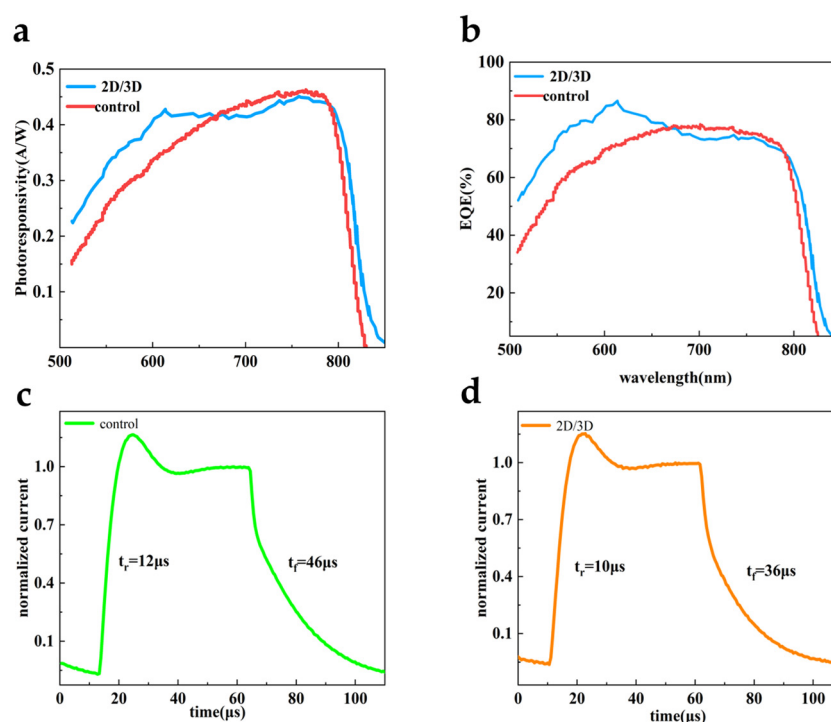 a
2D/3D
control
Photoresponsivity(A/W)
0.5
0.4
0.3
0.2
0.1
500
600
700
800
b
2D/3D
control
EQE(%)
100
80
60
40
20
500
600
700
800
wavelength(nm)
c
control
normalized current
1.0
0.7
0.4
0.1
tr=12μs
tf=46μs
0
20
40
60
80
100
time(μs)
d
2D/3D
normalized current
1.0
0.7
0.4
0.1
tr=10μs
tf=36μs
0
20
40
60
80
100
time(μs)